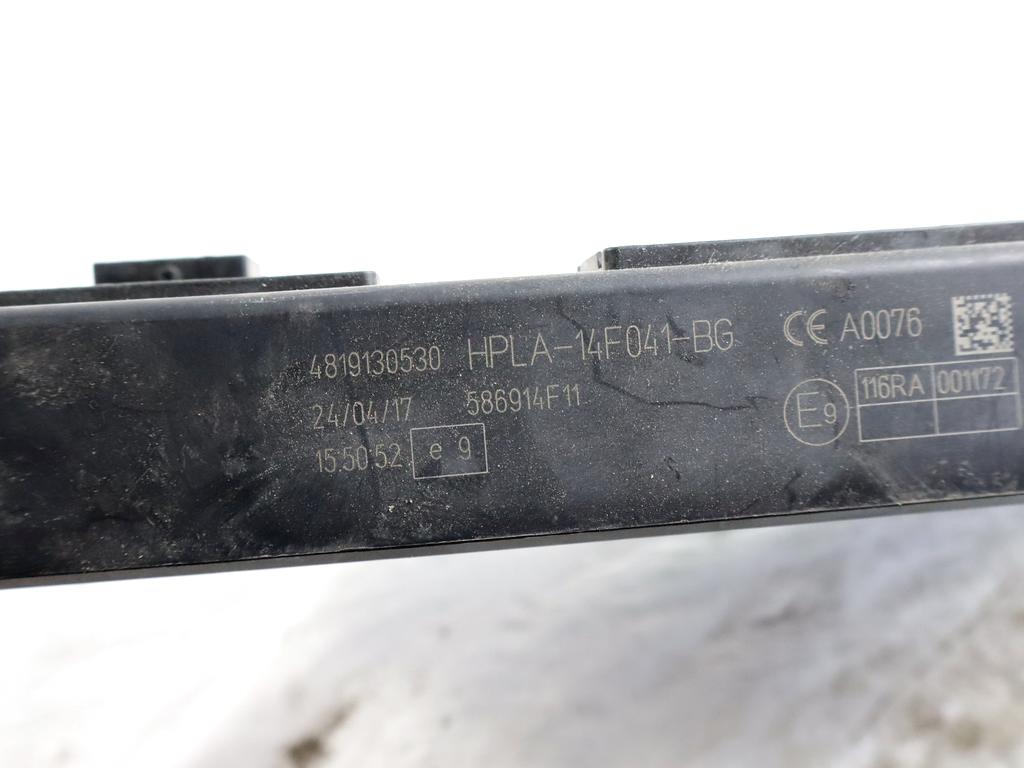 4819130530 HPLA-14F041-BG CE A0076
24/04/17 586914F11 E9 116RA 001172
15:50:52 e 9